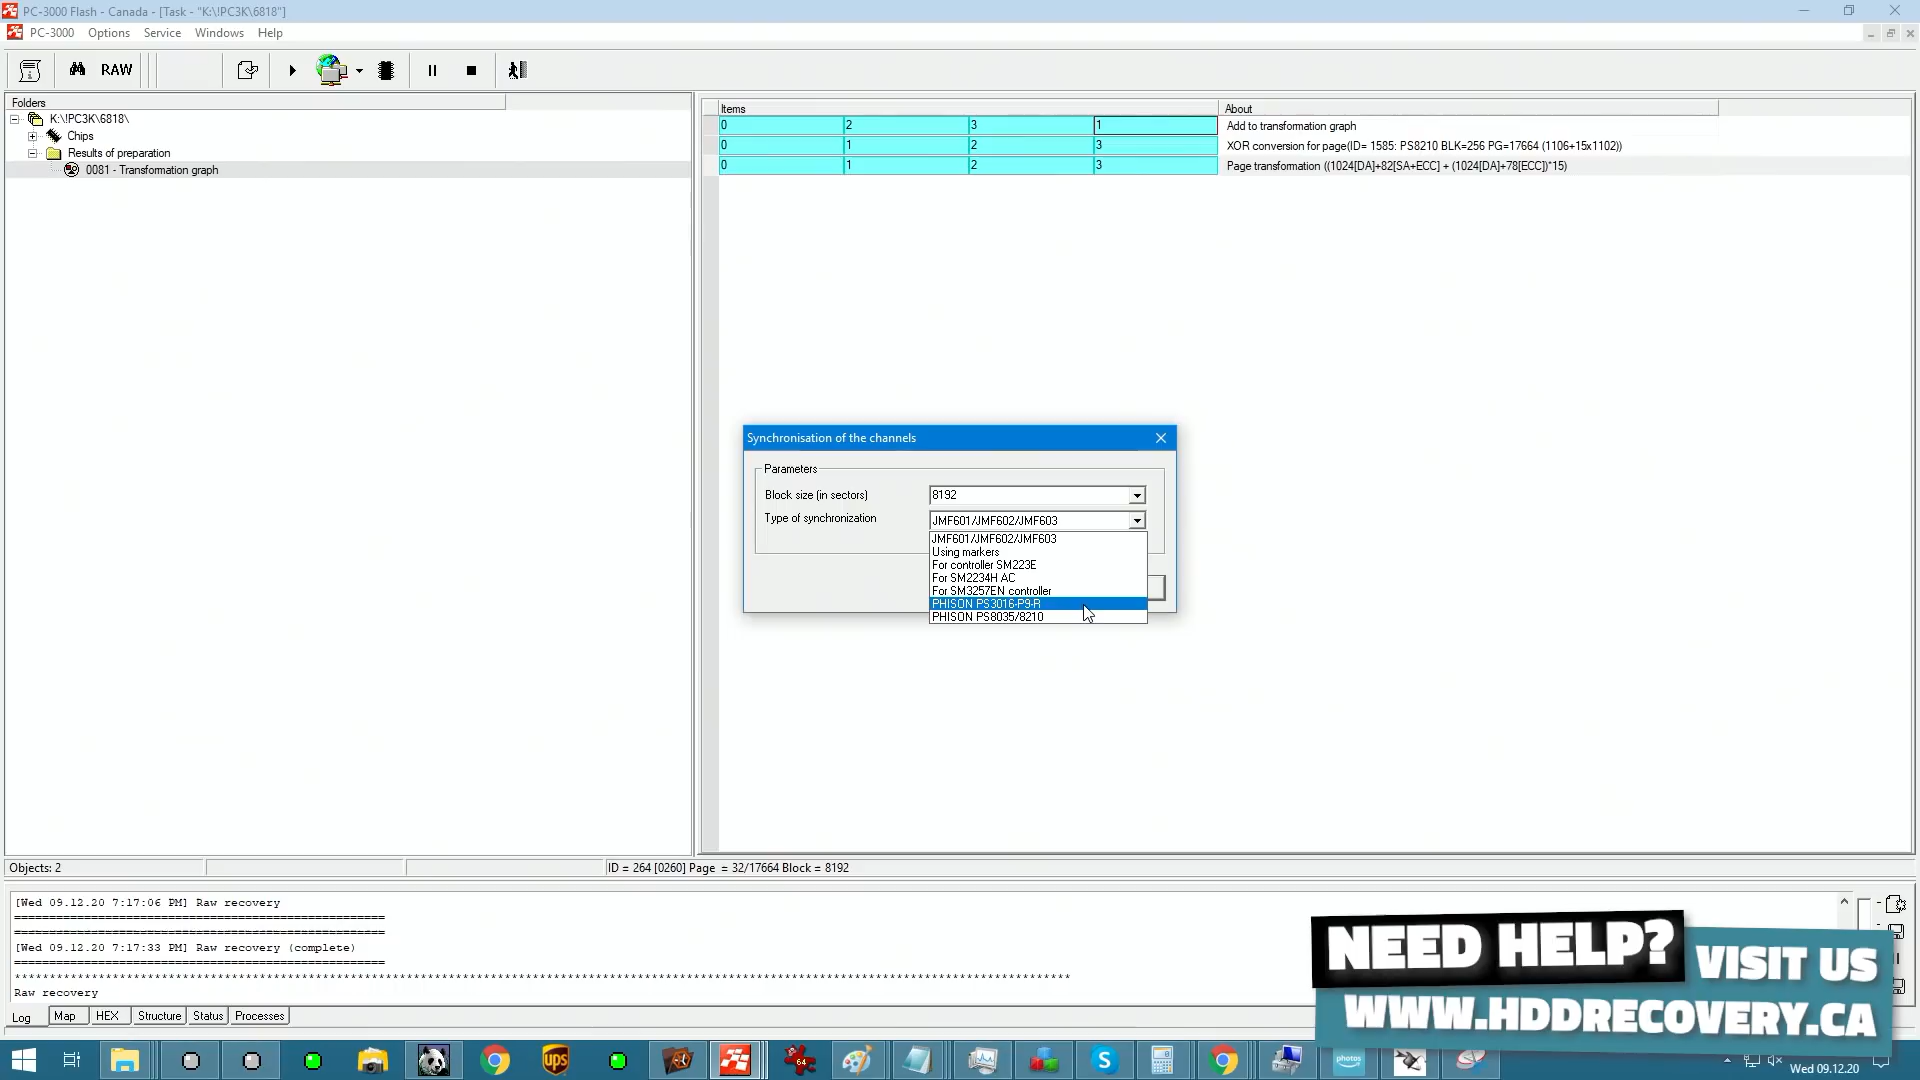 PC-3000 Flash - Canada - [Task - "K:\!PC3K\6818"]
PC-3000 Options Service Windows Help
RAW
Folders
K:\!PC3K\6818\
Chips
Results of preparation
0081 - Transformation graph
Items About
0 2 3 1 Add to transformation graph
0 1 2 3 XOR conversion for page(ID= 1585: PS8210 BLK=256 PG=17664 (1106+15x1102))
0 1 2 3 Page transformation ((1024[DA]+82[SA+ECC] + (1024[DA]+78[ECC])*15)
Synchronisation of the channels
Parameters
Block size (in sectors) 8192
Type of synchronization JMF601/JMF602/JMF603
JMF601/JMF602/JMF603
Using markers
For controller SM223E
For SM2234H AC
For SM3257EN controller
PHISON PS3016-P9-R
PHISON PS8035/8210
Objects: 2 ID = 264 [0260] Page = 32/17664 Block = 8192
[Wed 09.12.20 7:17:06 PM] Raw recovery
=====================================================
=====================================================
[Wed 09.12.20 7:17:33 PM] Raw recovery (complete)
=====================================================
Raw recovery
Log Map HEX Structure Status Processes
NEED HELP?
VISIT US
WWW.HDDRECOVERY.CA
ups
64
S
photos
Wed 09.12.20